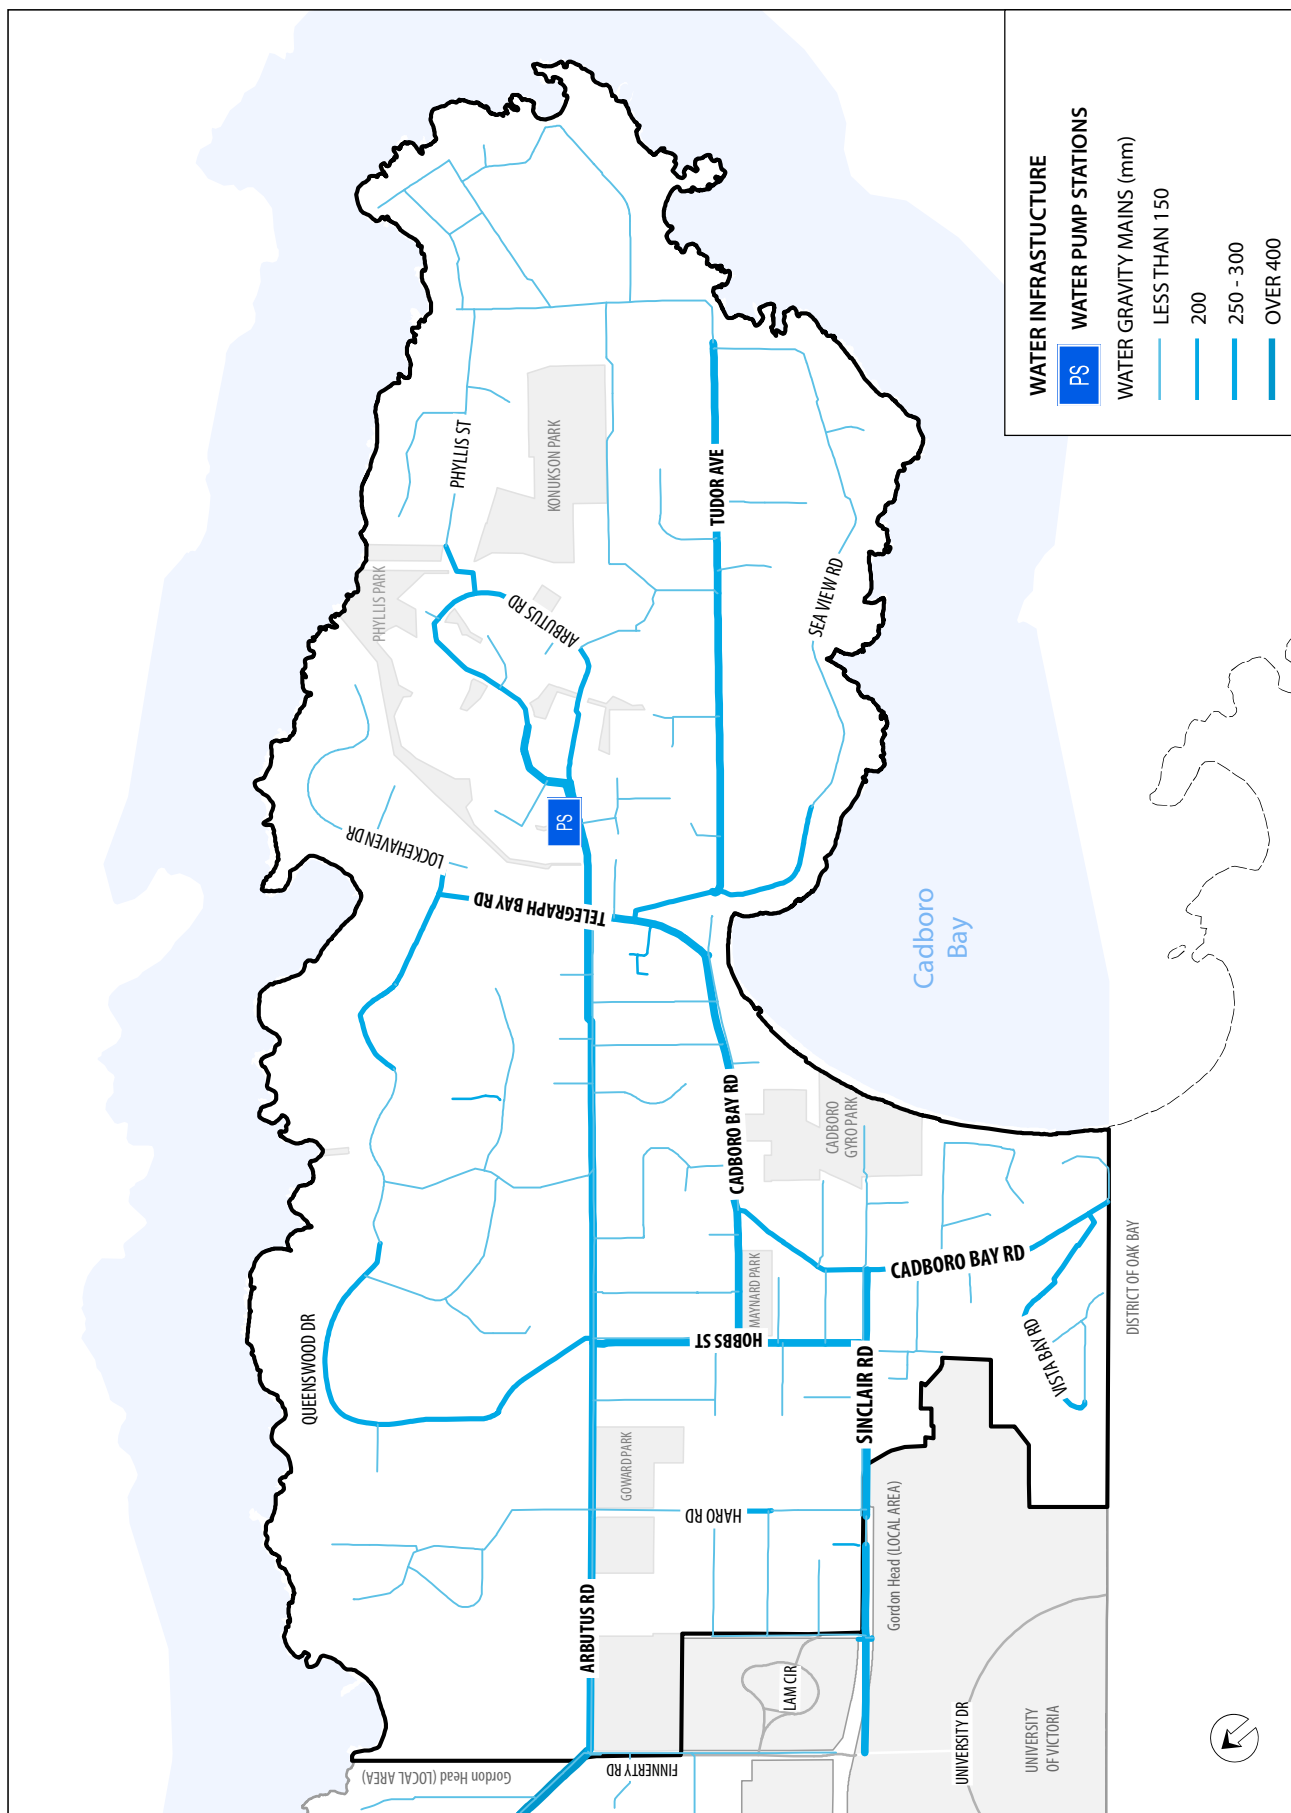 WATER INFRASTUCTURE
PS
WATER PUMP STATIONS
WATER GRAVITY MAINS (mm)
LESS THAN 150
200
250 - 300
OVER 400
PHYLLIS ST
KONUKSON PARK
TUDOR AVE
PHYLLIS PARK
ARBUTUS RD
SEA VIEW RD
LOCKEHAVEN DR
PS
TELEGRAPH BAY RD
Cadboro
Bay
CADBORO BAY RD
CADBORO
GYRO PARK
QUEENSWOOD DR
MAYNARD PARK
HOBBS ST
CADBORO BAY RD
DISTRICT OF OAK BAY
VISTA BAY RD
SINCLAIR RD
GOWARD PARK
HARO RD
Gordon Head (LOCAL AREA)
ARBUTUS RD
LAM CIR
FINNERTY RD
Gordon Head (LOCAL AREA)
UNIVERSITY DR
UNIVERSITY
OF VICTORIA